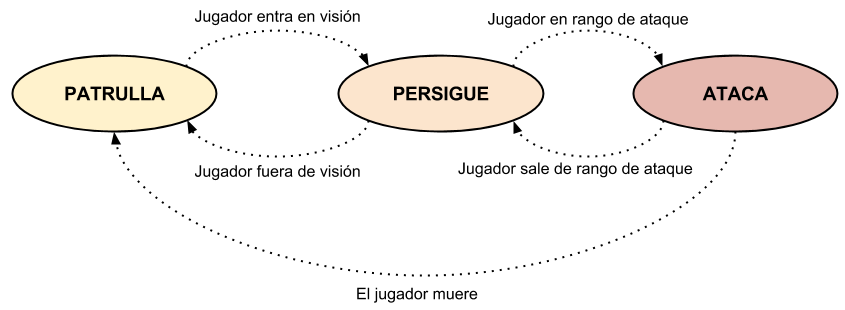 Jugador entra en visión
Jugador en rango de ataque
PATRULLA
PERSIGUE
ATACA
Jugador fuera de visión
Jugador sale de rango de ataque
El jugador muere